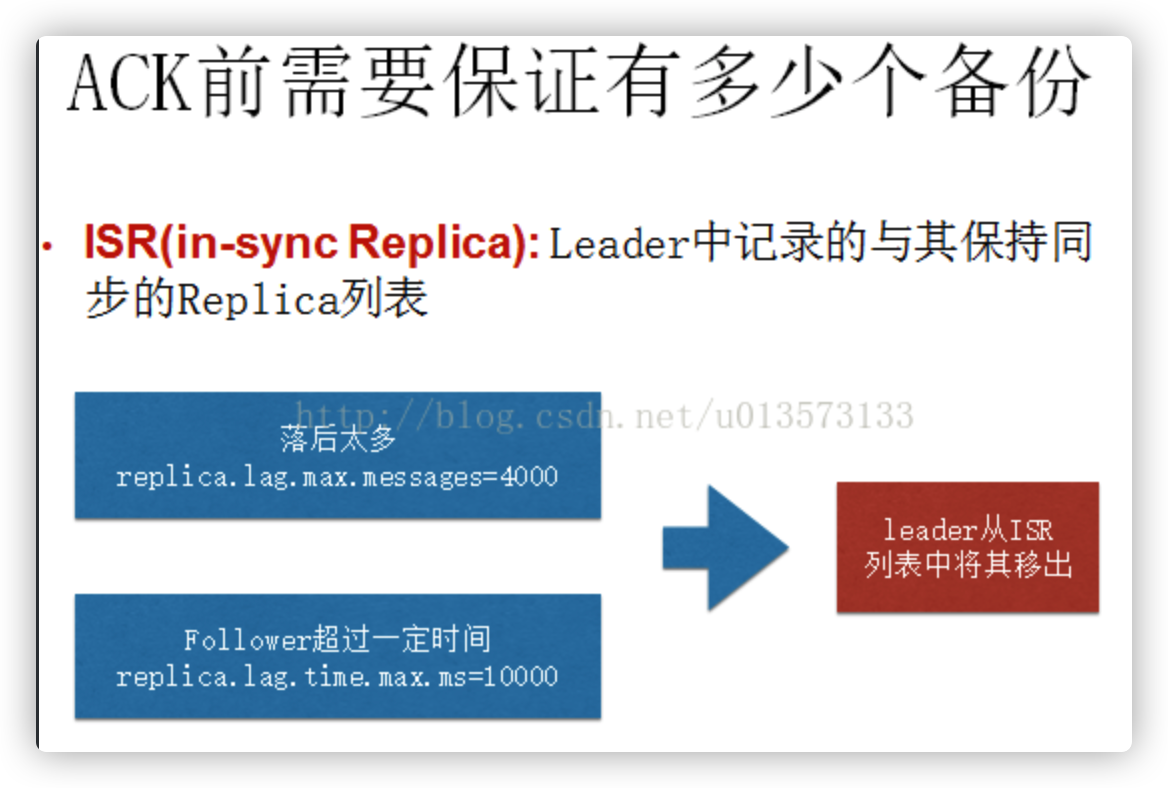 ACK前需要保证有多少个备份
• ISR(in-sync Replica):Leader中记录的与其保持同
步的Replica列表
http://blog.csdn.net/u013573133
落后太多
replica.lag.max.messages=4000
leader从ISR
列表中将其移出
Follower超过一定时间
replica.lag.time.max.ms=10000